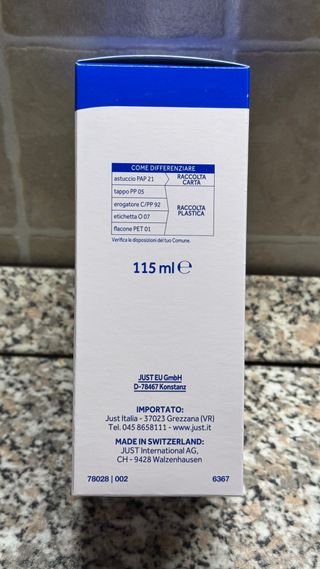 COME DIFFERENZIARE
astuccio PAP 21
RACCOLTA
CARTA
tappo PP 05
erogatore C/PP 92
etichetta O 07
flacone PET 01
RACCOLTA
PLASTICA
Verifica le disposizioni del tuo Comune.
115 ml ℮
JUST EU GmbH
D-78467 Konstanz
IMPORTATO:
Just Italia - 37023 Grezzana (VR)
Tel. 045 8658111 - www.just.it
MADE IN SWITZERLAND:
JUST International AG,
CH - 9428 Walzenhausen
78028 | 002
6367